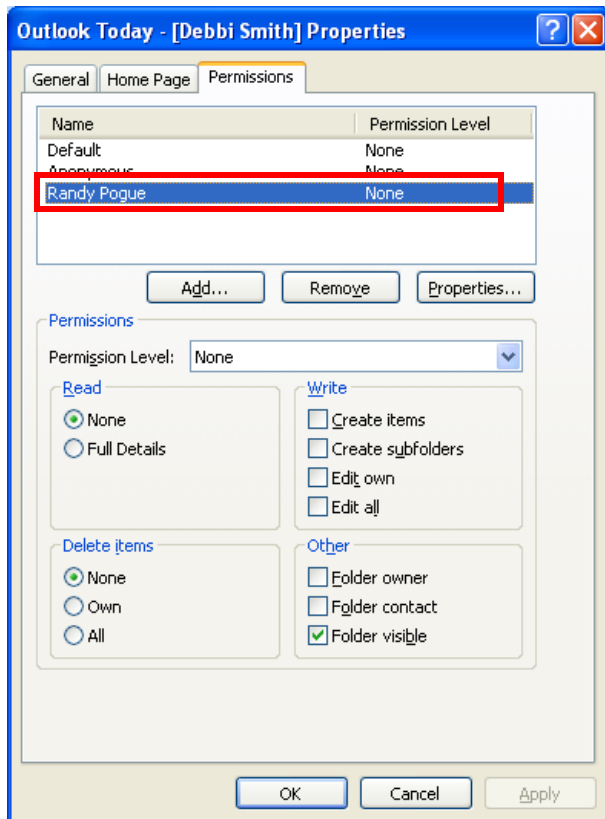 Outlook Today - [Debbi Smith] Properties
General Home Page Permissions
Name Permission Level
Default None
Anonymous None
Randy Pogue None
Add... Remove Properties...
Permissions
Permission Level: None
Read Write
None Create items
Full Details Create subfolders
Edit own
Edit all
Delete items Other
None Folder owner
Own Folder contact
All Folder visible
OK Cancel Apply